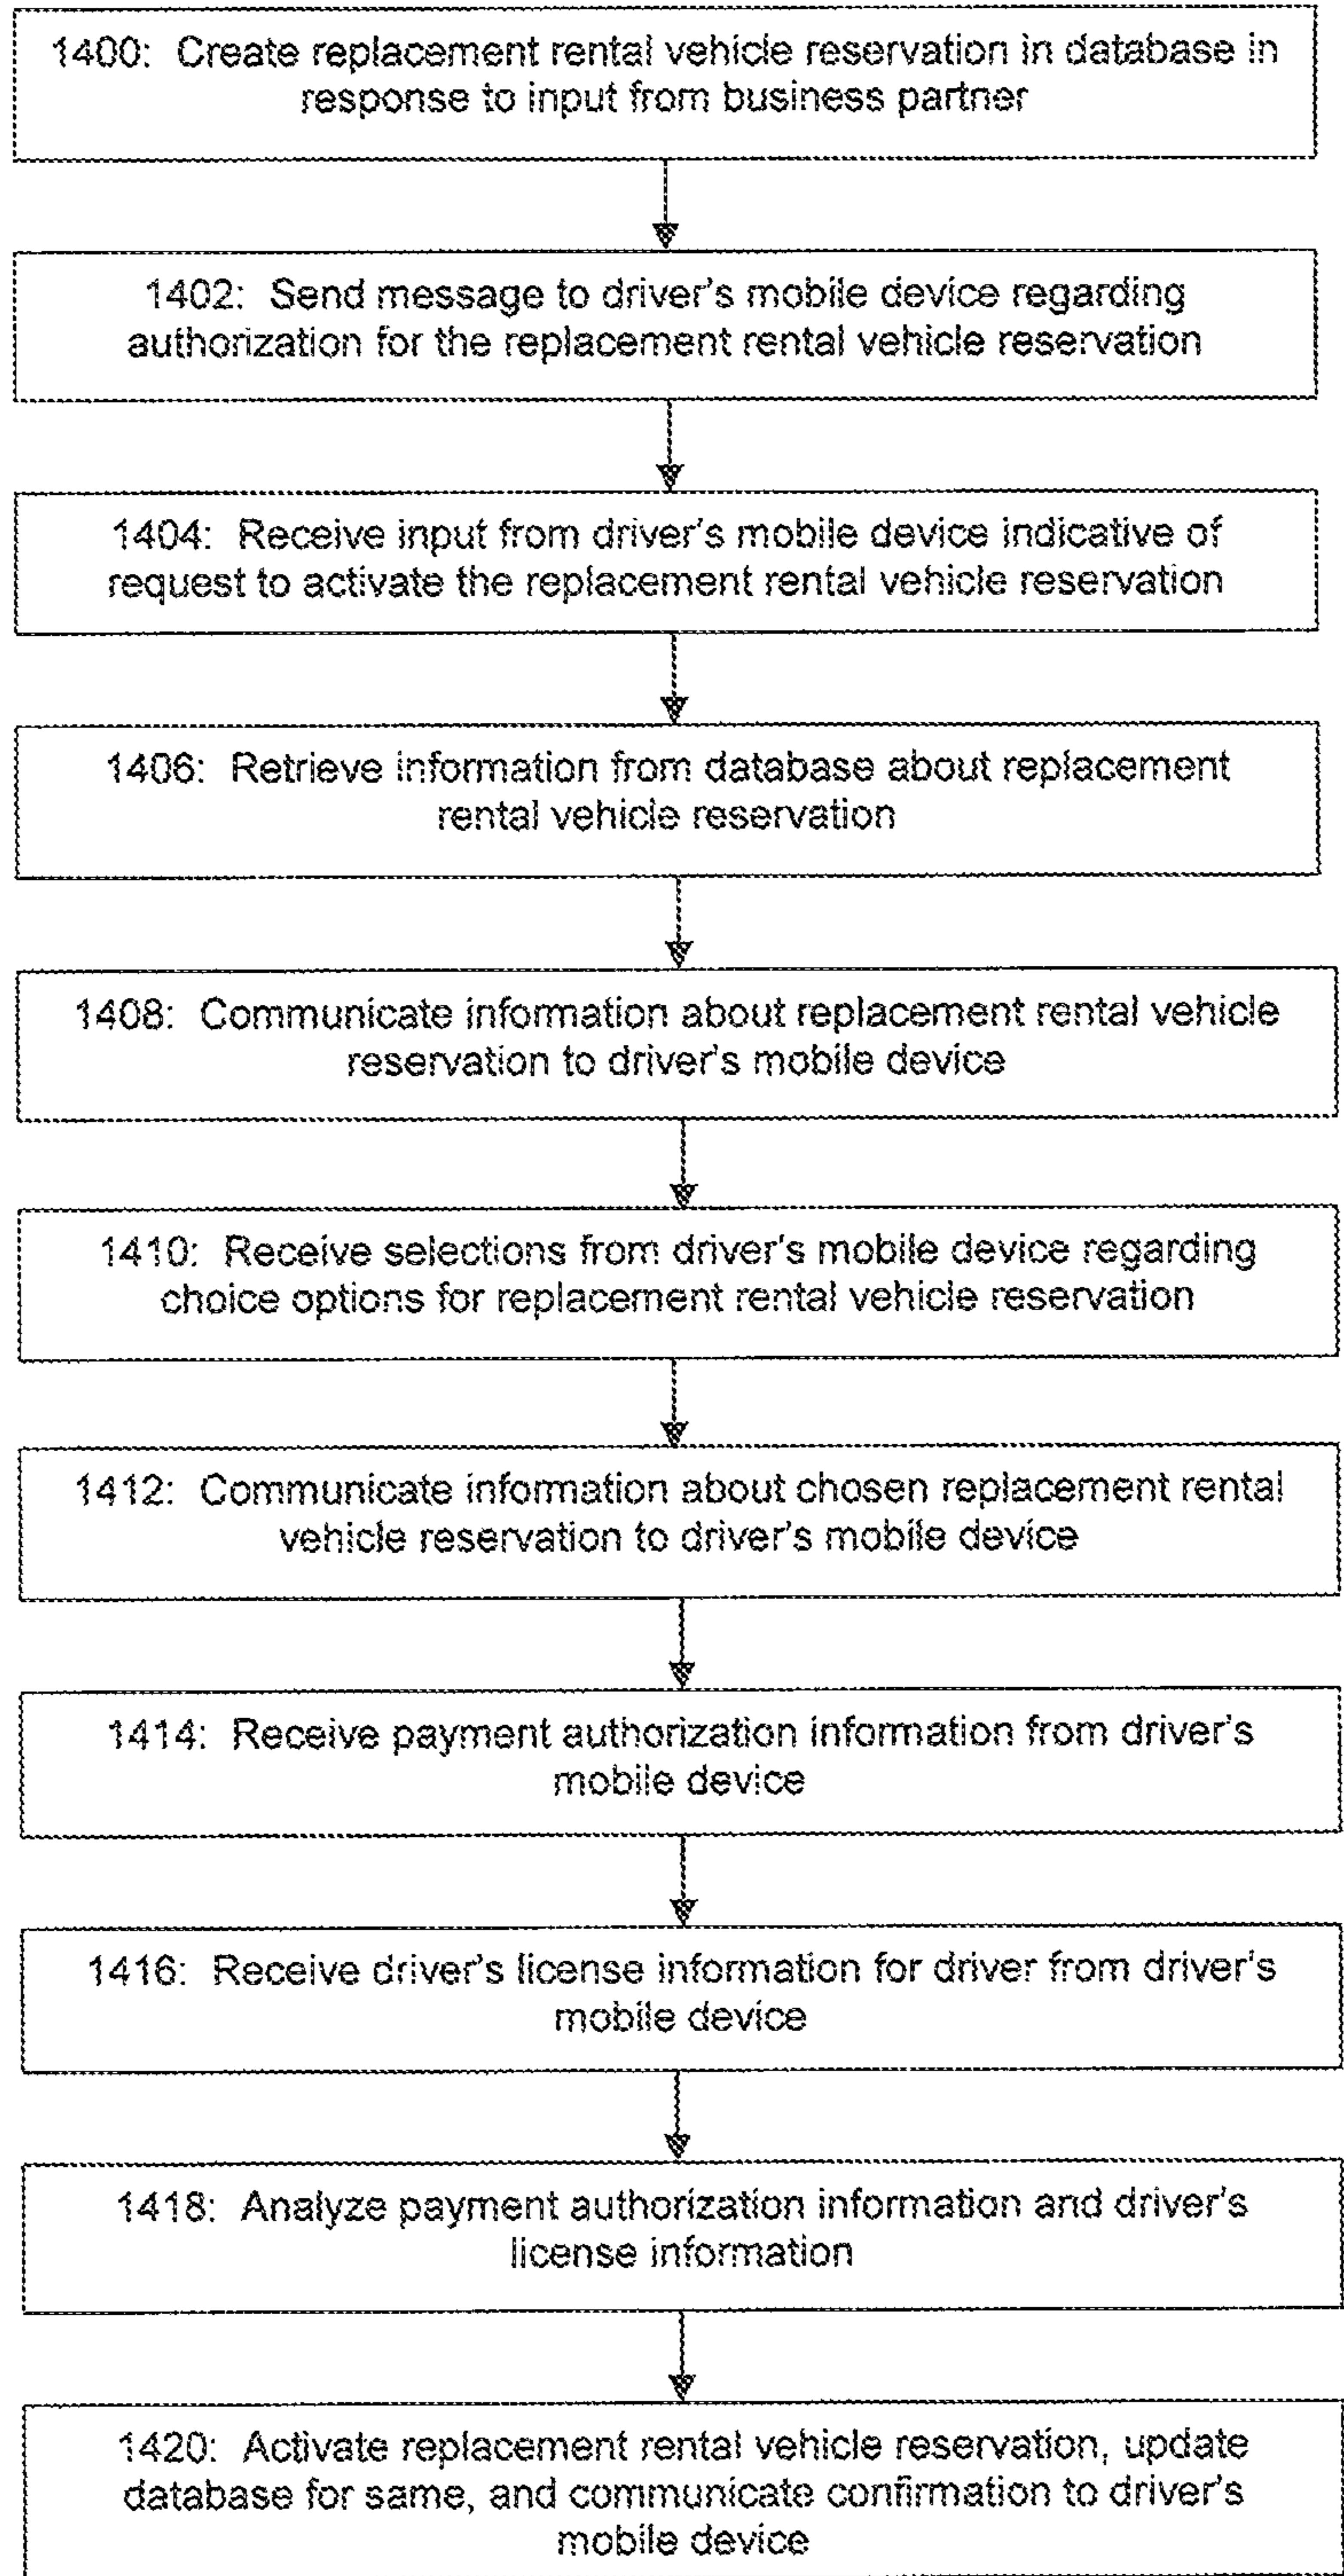 1400: Create replacement rental vehicle reservation in database in
response to input from business partner
1402: Send message to driver's mobile device regarding
authorization for the replacement rental vehicle reservation
1404: Receive input from driver's mobile device indicative of
request to activate the replacement rental vehicle reservation
1406: Retrieve information from database about replacement
rental vehicle reservation
1408: Communicate information about replacement rental vehicle
reservation to driver's mobile device
1410: Receive selections from driver's mobile device regarding
choice options for replacement rental vehicle reservation
1412: Communicate information about chosen replacement rental
vehicle reservation to driver's mobile device
1414: Receive payment authorization information from driver's
mobile device
1416: Receive driver's license information for driver from driver's
mobile device
1418: Analyze payment authorization information and driver's
license information
1420: Activate replacement rental vehicle reservation, update
database for same, and communicate confirmation to driver's
mobile device